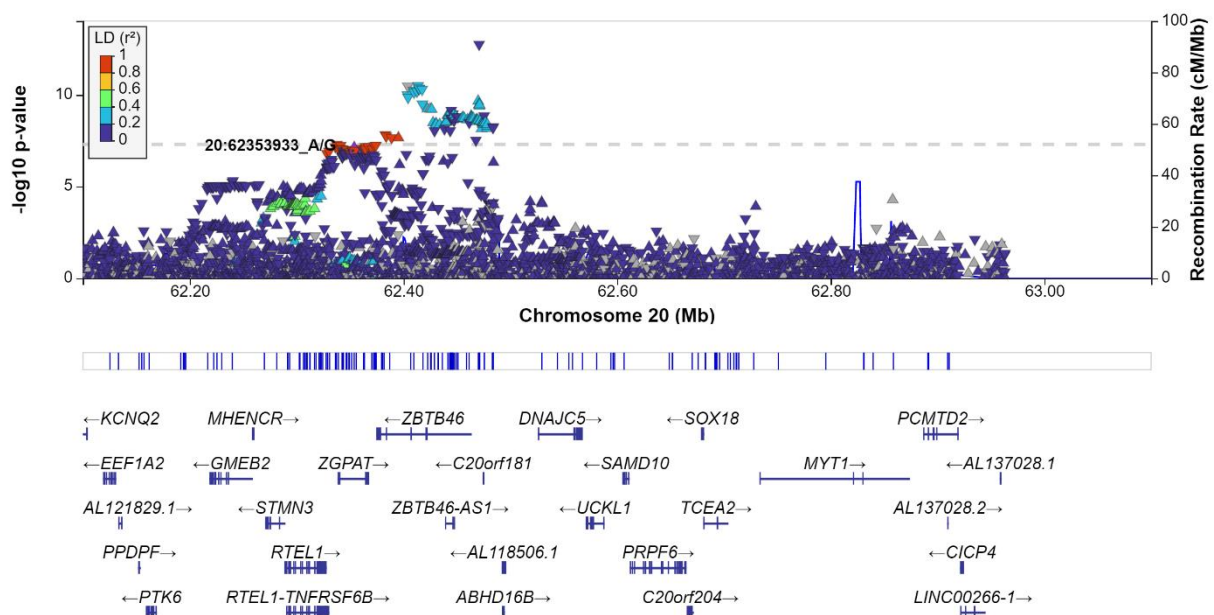 LD (r²)
1
0.8
0.6
0.4
0.2
0
-log10 p-value
10
5
0
20:62353933_A/G
100
80
60
40
20
0
Recombination Rate (cM/Mb)
62.20
62.40
62.60
62.80
63.00
Chromosome 20 (Mb)
←KCNQ2 MHENCR→ ←ZBTB46 DNAJC5→ ←SOX18 PCMTD2→
←EEF1A2 ←GMEB2 ZGPAT→ ←C20orf181 ←SAMD10 MYT1→ ←AL137028.1
AL121829.1→ ←STMN3 ZBTB46-AS1→ ←UCKL1 TCEA2→ AL137028.2→
PPDPF→ RTEL1→ ←AL118506.1 PRPF6→ ←CICP4
←PTK6 RTEL1-TNFRSF6B→ ABHD16B→ C20orf204→ LINC00266-1→